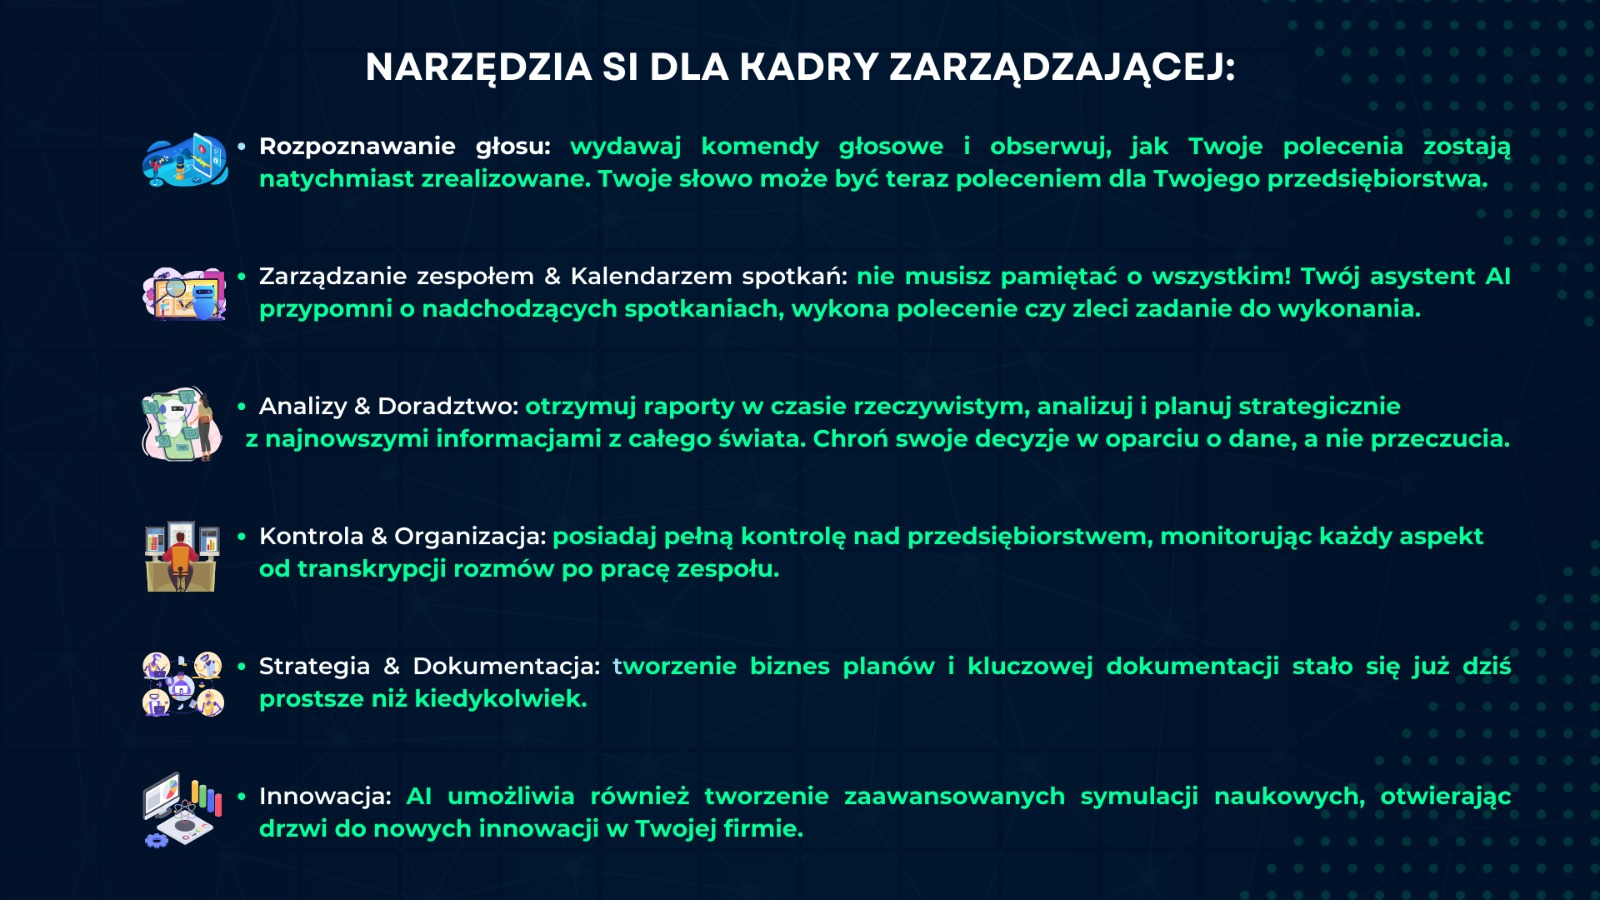 NARZĘDZIA SI DLA KADRY ZARZĄDZAJĄCEJ:
• Rozpoznawanie głosu: wydawaj komendy głosowe i obserwuj, jak Twoje polecenia zostają
natychmiast zrealizowane. Twoje słowo może być teraz poleceniem dla Twojego przedsiębiorstwa.
• Zarządzanie zespołem & Kalendarzem spotkań: nie musisz pamiętać o wszystkim! Twój asystent AI
przypomni o nadchodzących spotkaniach, wykona polecenie czy zleci zadanie do wykonania.
• Analizy & Doradztwo: otrzymuj raporty w czasie rzeczywistym, analizuj i planuj strategicznie
z najnowszymi informacjami z całego świata. Chroń swoje decyzje w oparciu o dane, a nie przeczucia.
• Kontrola & Organizacja: posiadaj pełną kontrolę nad przedsiębiorstwem, monitorując każdy aspekt
od transkrypcji rozmów po pracę zespołu.
• Strategia & Dokumentacja: tworzenie biznes planów i kluczowej dokumentacji stało się już dziś
prostsze niż kiedykolwiek.
• Innowacja: AI umożliwia również tworzenie zaawansowanych symulacji naukowych, otwierając
drzwi do nowych innowacji w Twojej firmie.